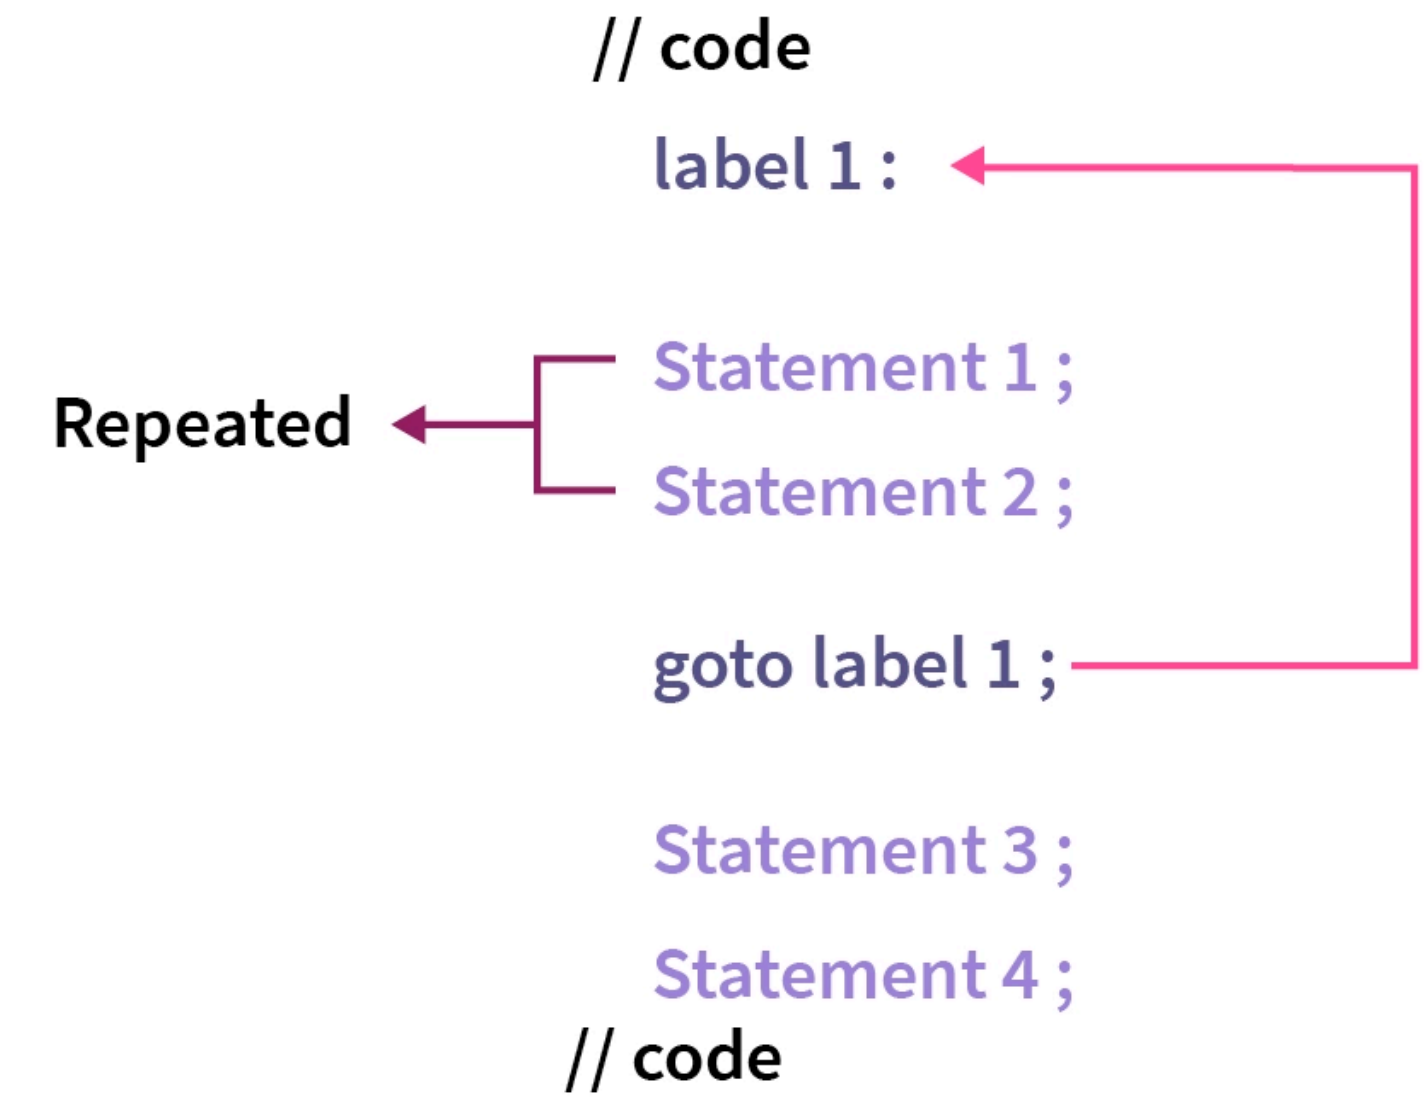 // code
label 1 :
Statement 1 ;
Repeated
Statement 2 ;
goto label 1 ;
Statement 3 ;
Statement 4 ;
// code